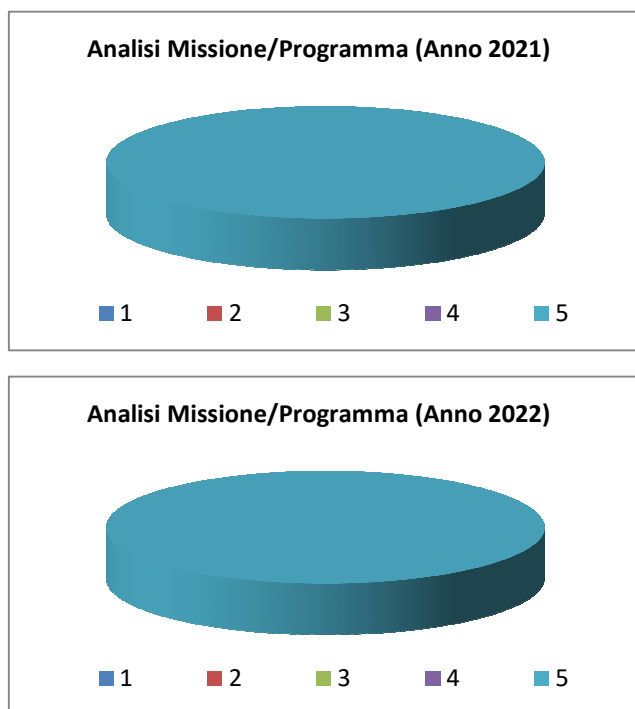 Analisi Missione/Programma (Anno 2021)
1 2 3 4 5
Analisi Missione/Programma (Anno 2022)
1 2 3 4 5